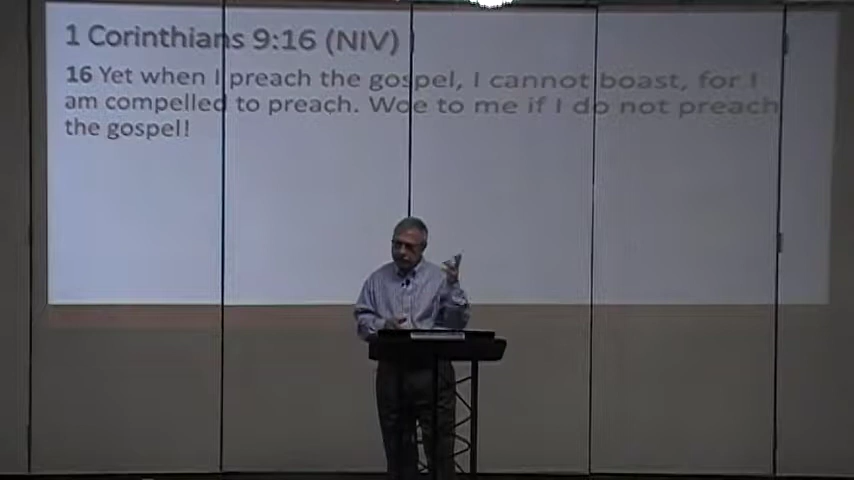 1 Corinthians 9:16 (NIV)
16 Yet when I preach the gospel, I cannot boast, for I
am compelled to preach. Woe to me if I do not preach
the gospel!